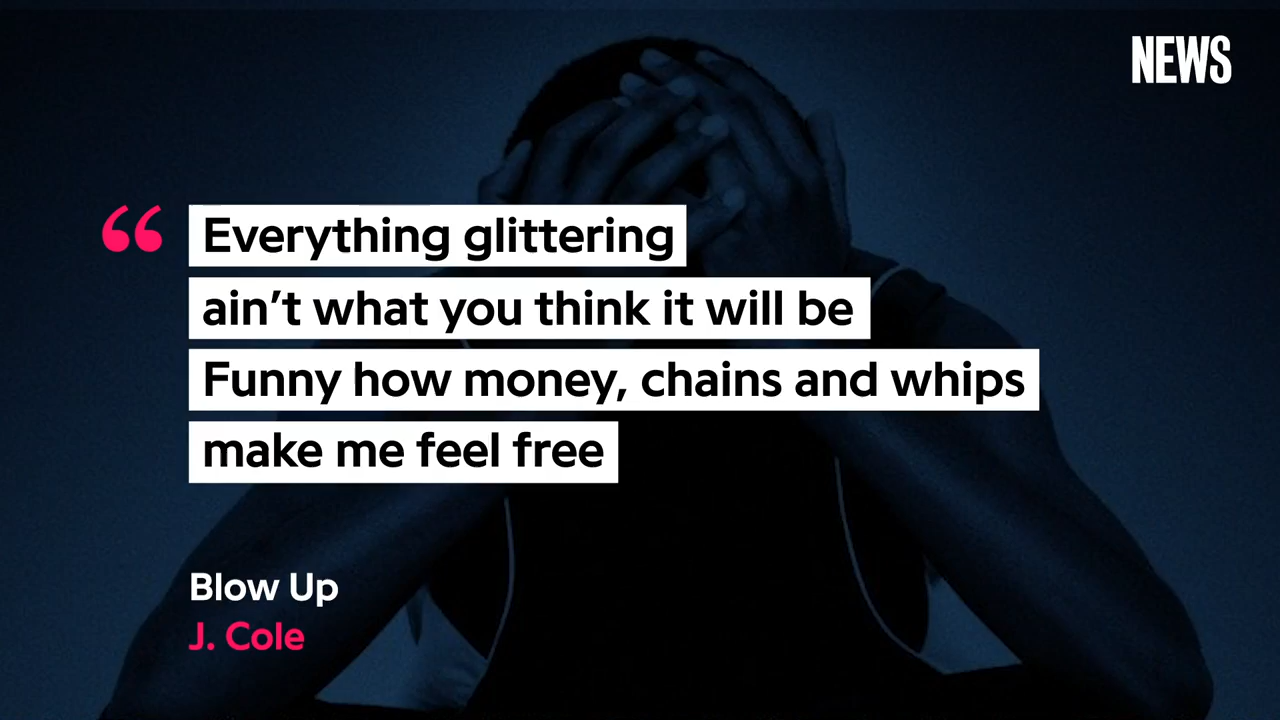 NEWS
“ Everything glittering
ain’t what you think it will be
Funny how money, chains and whips
make me feel free
Blow Up
J. Cole